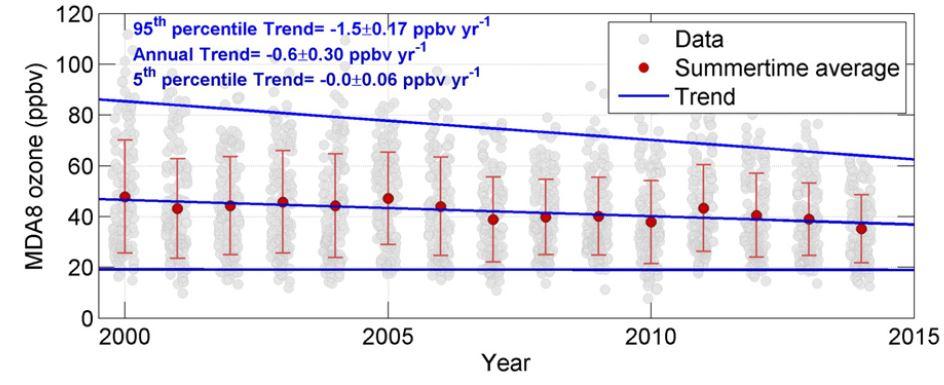 95th percentile Trend= -1.5±0.17 ppbv yr-1
Annual Trend= -0.6±0.30 ppbv yr-1
5th percentile Trend= -0.0±0.06 ppbv yr-1
Data
Summertime average
Trend
MDA8 ozone (ppbv)
120
100
80
60
40
20
0
2000 2005 2010 2015
Year